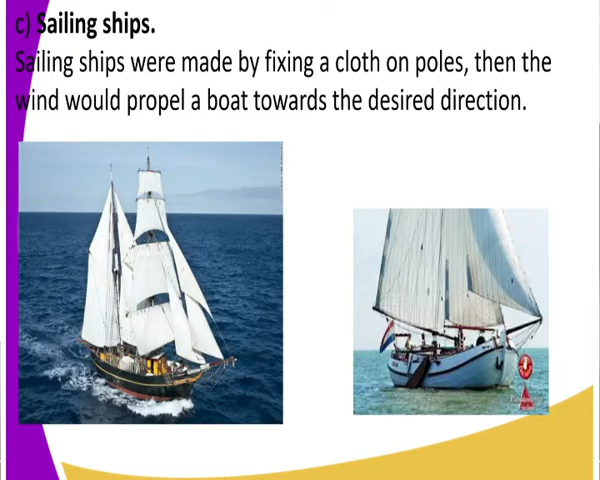 c) Sailing ships.
Sailing ships were made by fixing a cloth on poles, then the
wind would propel a boat towards the desired direction.